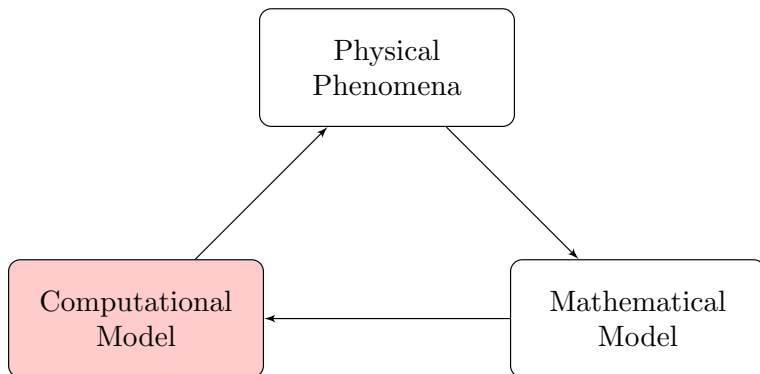 Physical
Phenomena
Computational
Model
Mathematical
Model